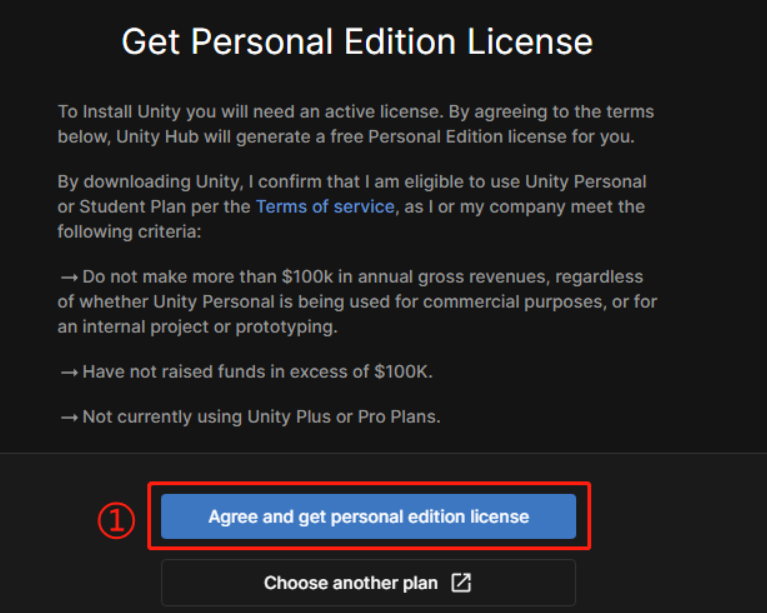 Get Personal Edition License
To Install Unity you will need an active license. By agreeing to the terms
below, Unity Hub will generate a free Personal Edition license for you.
By downloading Unity, I confirm that I am eligible to use Unity Personal
or Student Plan per the Terms of service, as I or my company meet the
following criteria:
→ Do not make more than $100k in annual gross revenues, regardless
of whether Unity Personal is being used for commercial purposes, or for
an internal project or prototyping.
→ Have not raised funds in excess of $100K.
→ Not currently using Unity Plus or Pro Plans.
① Agree and get personal edition license
Choose another plan